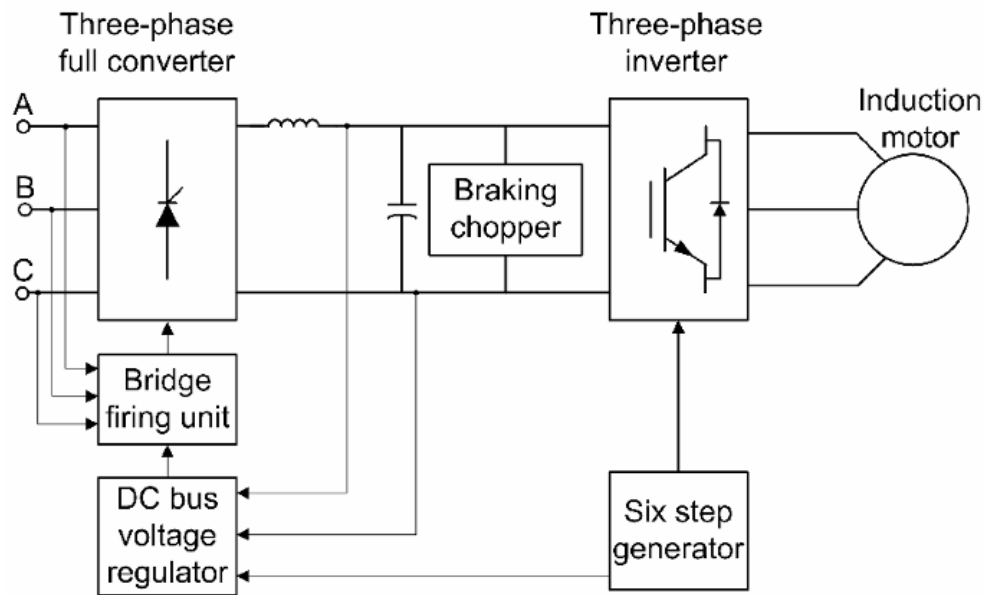 Three-phase
full converter
Three-phase
inverter
Induction
motor
A
B
C
Braking
chopper
Bridge
firing unit
DC bus
voltage
regulator
Six step
generator